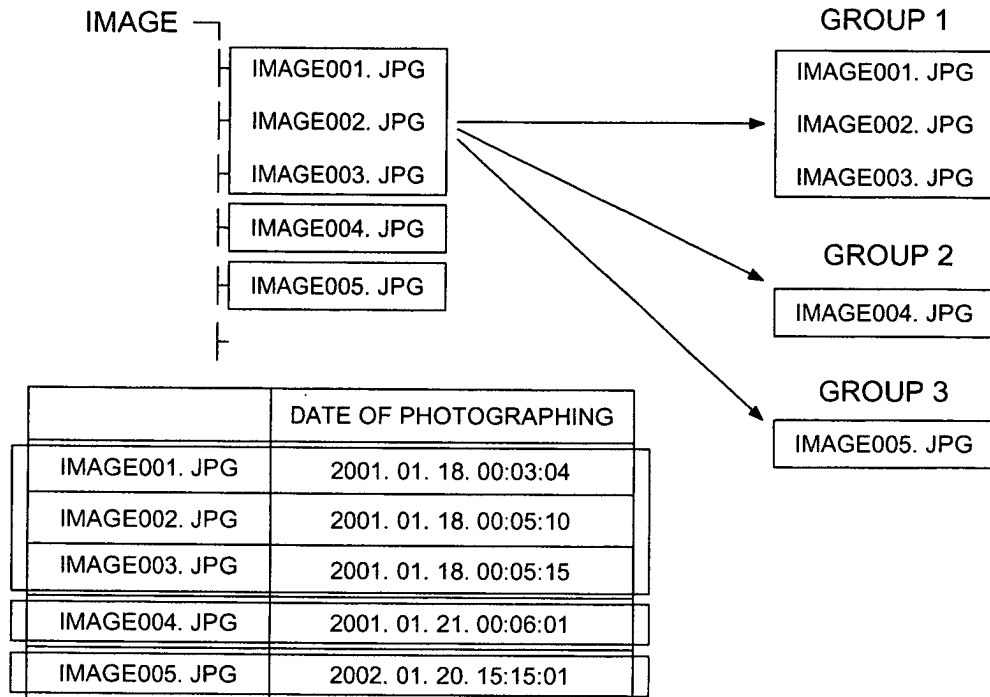 IMAGE
IMAGE001. JPG
IMAGE002. JPG
IMAGE003. JPG
IMAGE004. JPG
IMAGE005. JPG
GROUP 1
IMAGE001. JPG
IMAGE002. JPG
IMAGE003. JPG
GROUP 2
IMAGE004. JPG
GROUP 3
IMAGE005. JPG
DATE OF PHOTOGRAPHING
IMAGE001. JPG 2001. 01. 18. 00:03:04
IMAGE002. JPG 2001. 01. 18. 00:05:10
IMAGE003. JPG 2001. 01. 18. 00:05:15
IMAGE004. JPG 2001. 01. 21. 00:06:01
IMAGE005. JPG 2002. 01. 20. 15:15:01